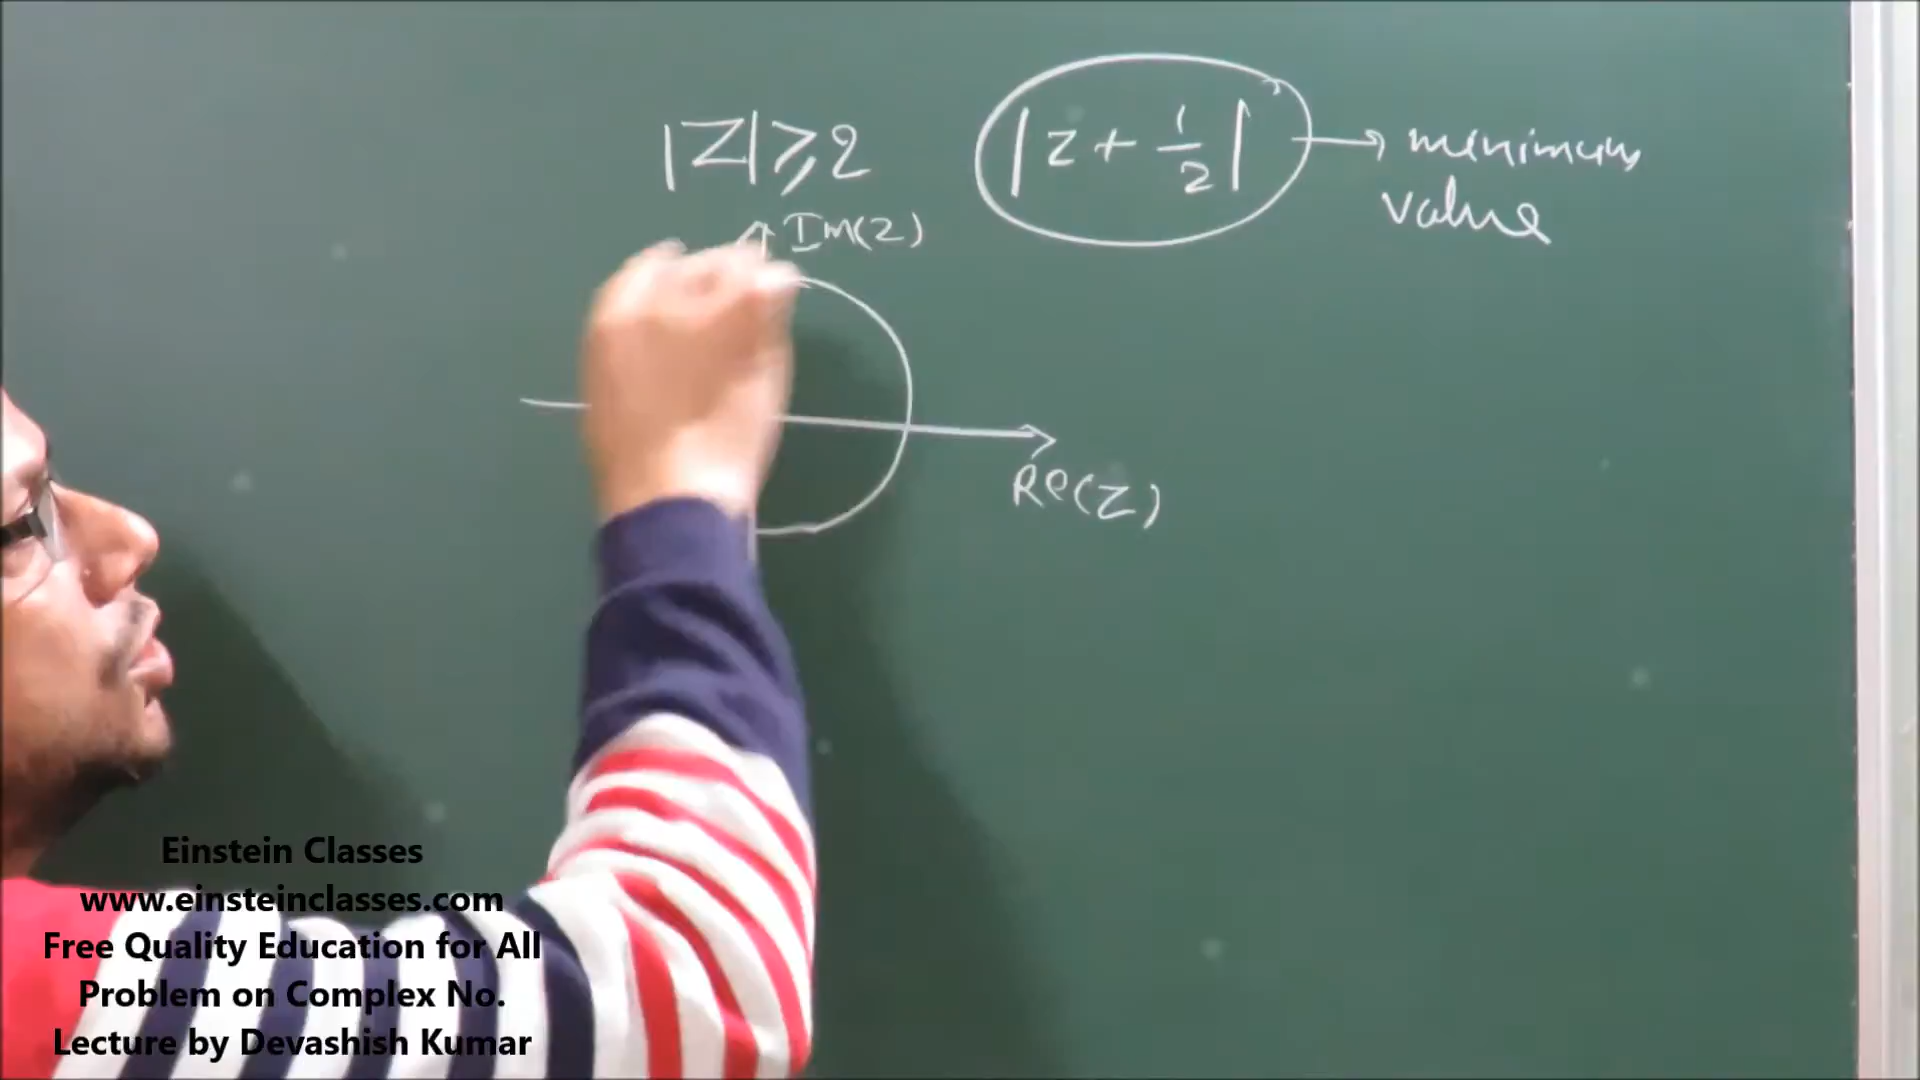 |Z| ≥ 2
|z + 1/2| → minimum
value
Im(z)
Re(z)
Einstein Classes
www.einsteinclasses.com
Free Quality Education for All
Problem on Complex No.
Lecture by Devashish Kumar